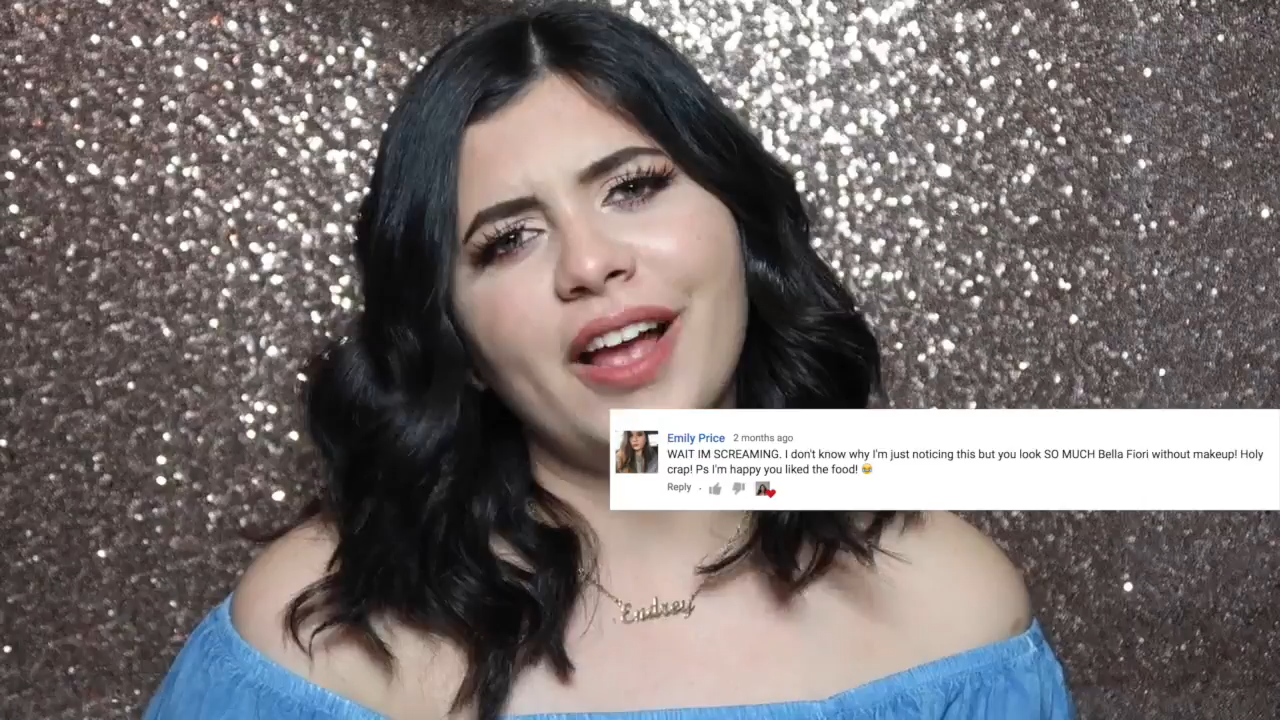 Emily Price 2 months ago
WAIT IM SCREAMING. I don't know why I'm just noticing this but you look SO MUCH Bella Fiori without makeup! Holy
crap! Ps I'm happy you liked the food! 😂
Reply
Endrey